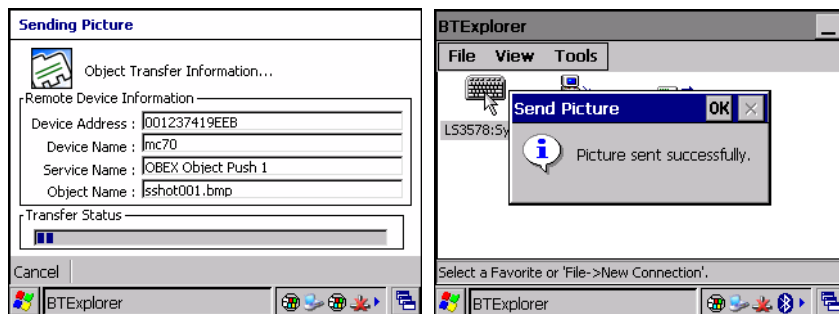 Sending Picture
Object Transfer Information...
Remote Device Information
Device Address : 001237419EEB
Device Name : mc70
Service Name : OBEX Object Push 1
Object Name : sshot001.bmp
Transfer Status
Cancel
BTExplorer
BTExplorer
File View Tools
LS3578:Sy
Send Picture OK
Picture sent successfully.
Select a Favorite or 'File->New Connection'.
BTExplorer